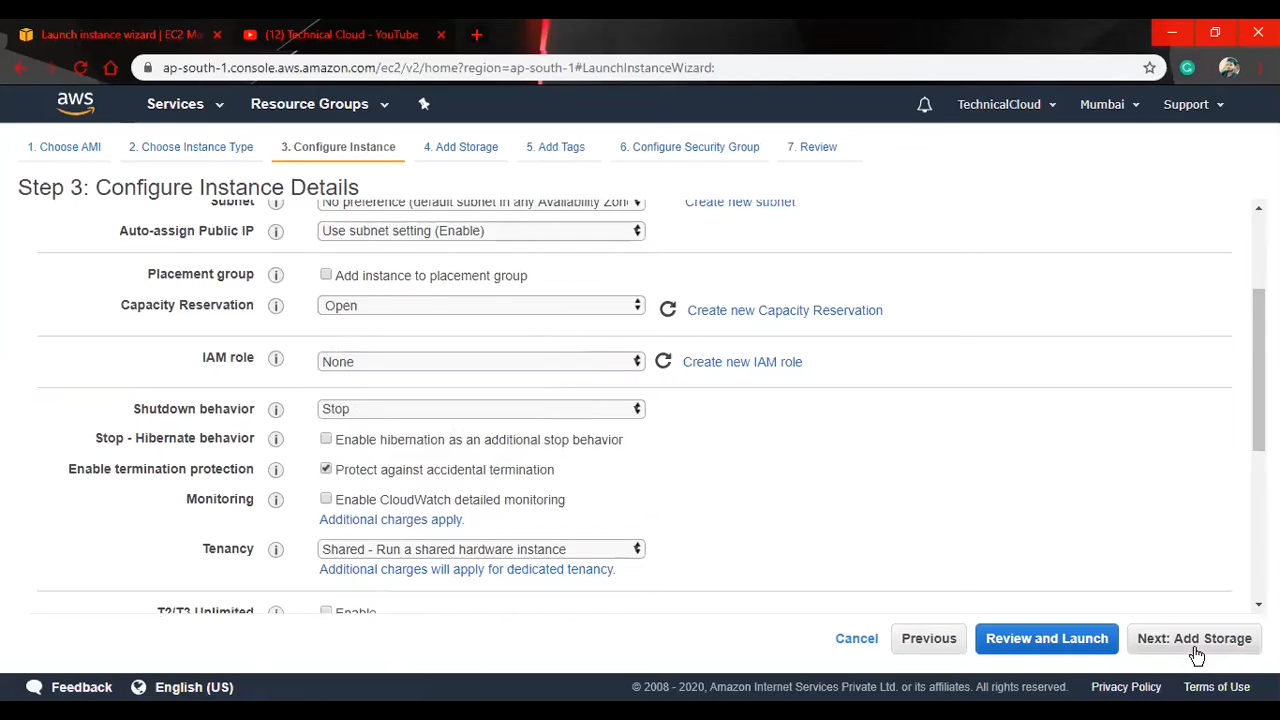 Launch instance wizard | EC2 Ma
(12) Technical Cloud - YouTube
ap-south-1.console.aws.amazon.com/ec2/v2/home?region=ap-south-1#LaunchInstanceWizard:
aws
Services
Resource Groups
TechnicalCloud
Mumbai
Support
1. Choose AMI
2. Choose Instance Type
3. Configure Instance
4. Add Storage
5. Add Tags
6. Configure Security Group
7. Review
Step 3: Configure Instance Details
Subnet
No preference (default subnet in any Availability Zon
Create new subnet
Auto-assign Public IP
Use subnet setting (Enable)
Placement group
Add instance to placement group
Capacity Reservation
Open
Create new Capacity Reservation
IAM role
None
Create new IAM role
Shutdown behavior
Stop
Stop - Hibernate behavior
Enable hibernation as an additional stop behavior
Enable termination protection
Protect against accidental termination
Monitoring
Enable CloudWatch detailed monitoring
Additional charges apply.
Tenancy
Shared - Run a shared hardware instance
Additional charges will apply for dedicated tenancy.
T2/T3 Unlimited
Enable
Cancel
Previous
Review and Launch
Next: Add Storage
Feedback
English (US)
© 2008 - 2020, Amazon Internet Services Private Ltd. or its affiliates. All rights reserved.
Privacy Policy
Terms of Use